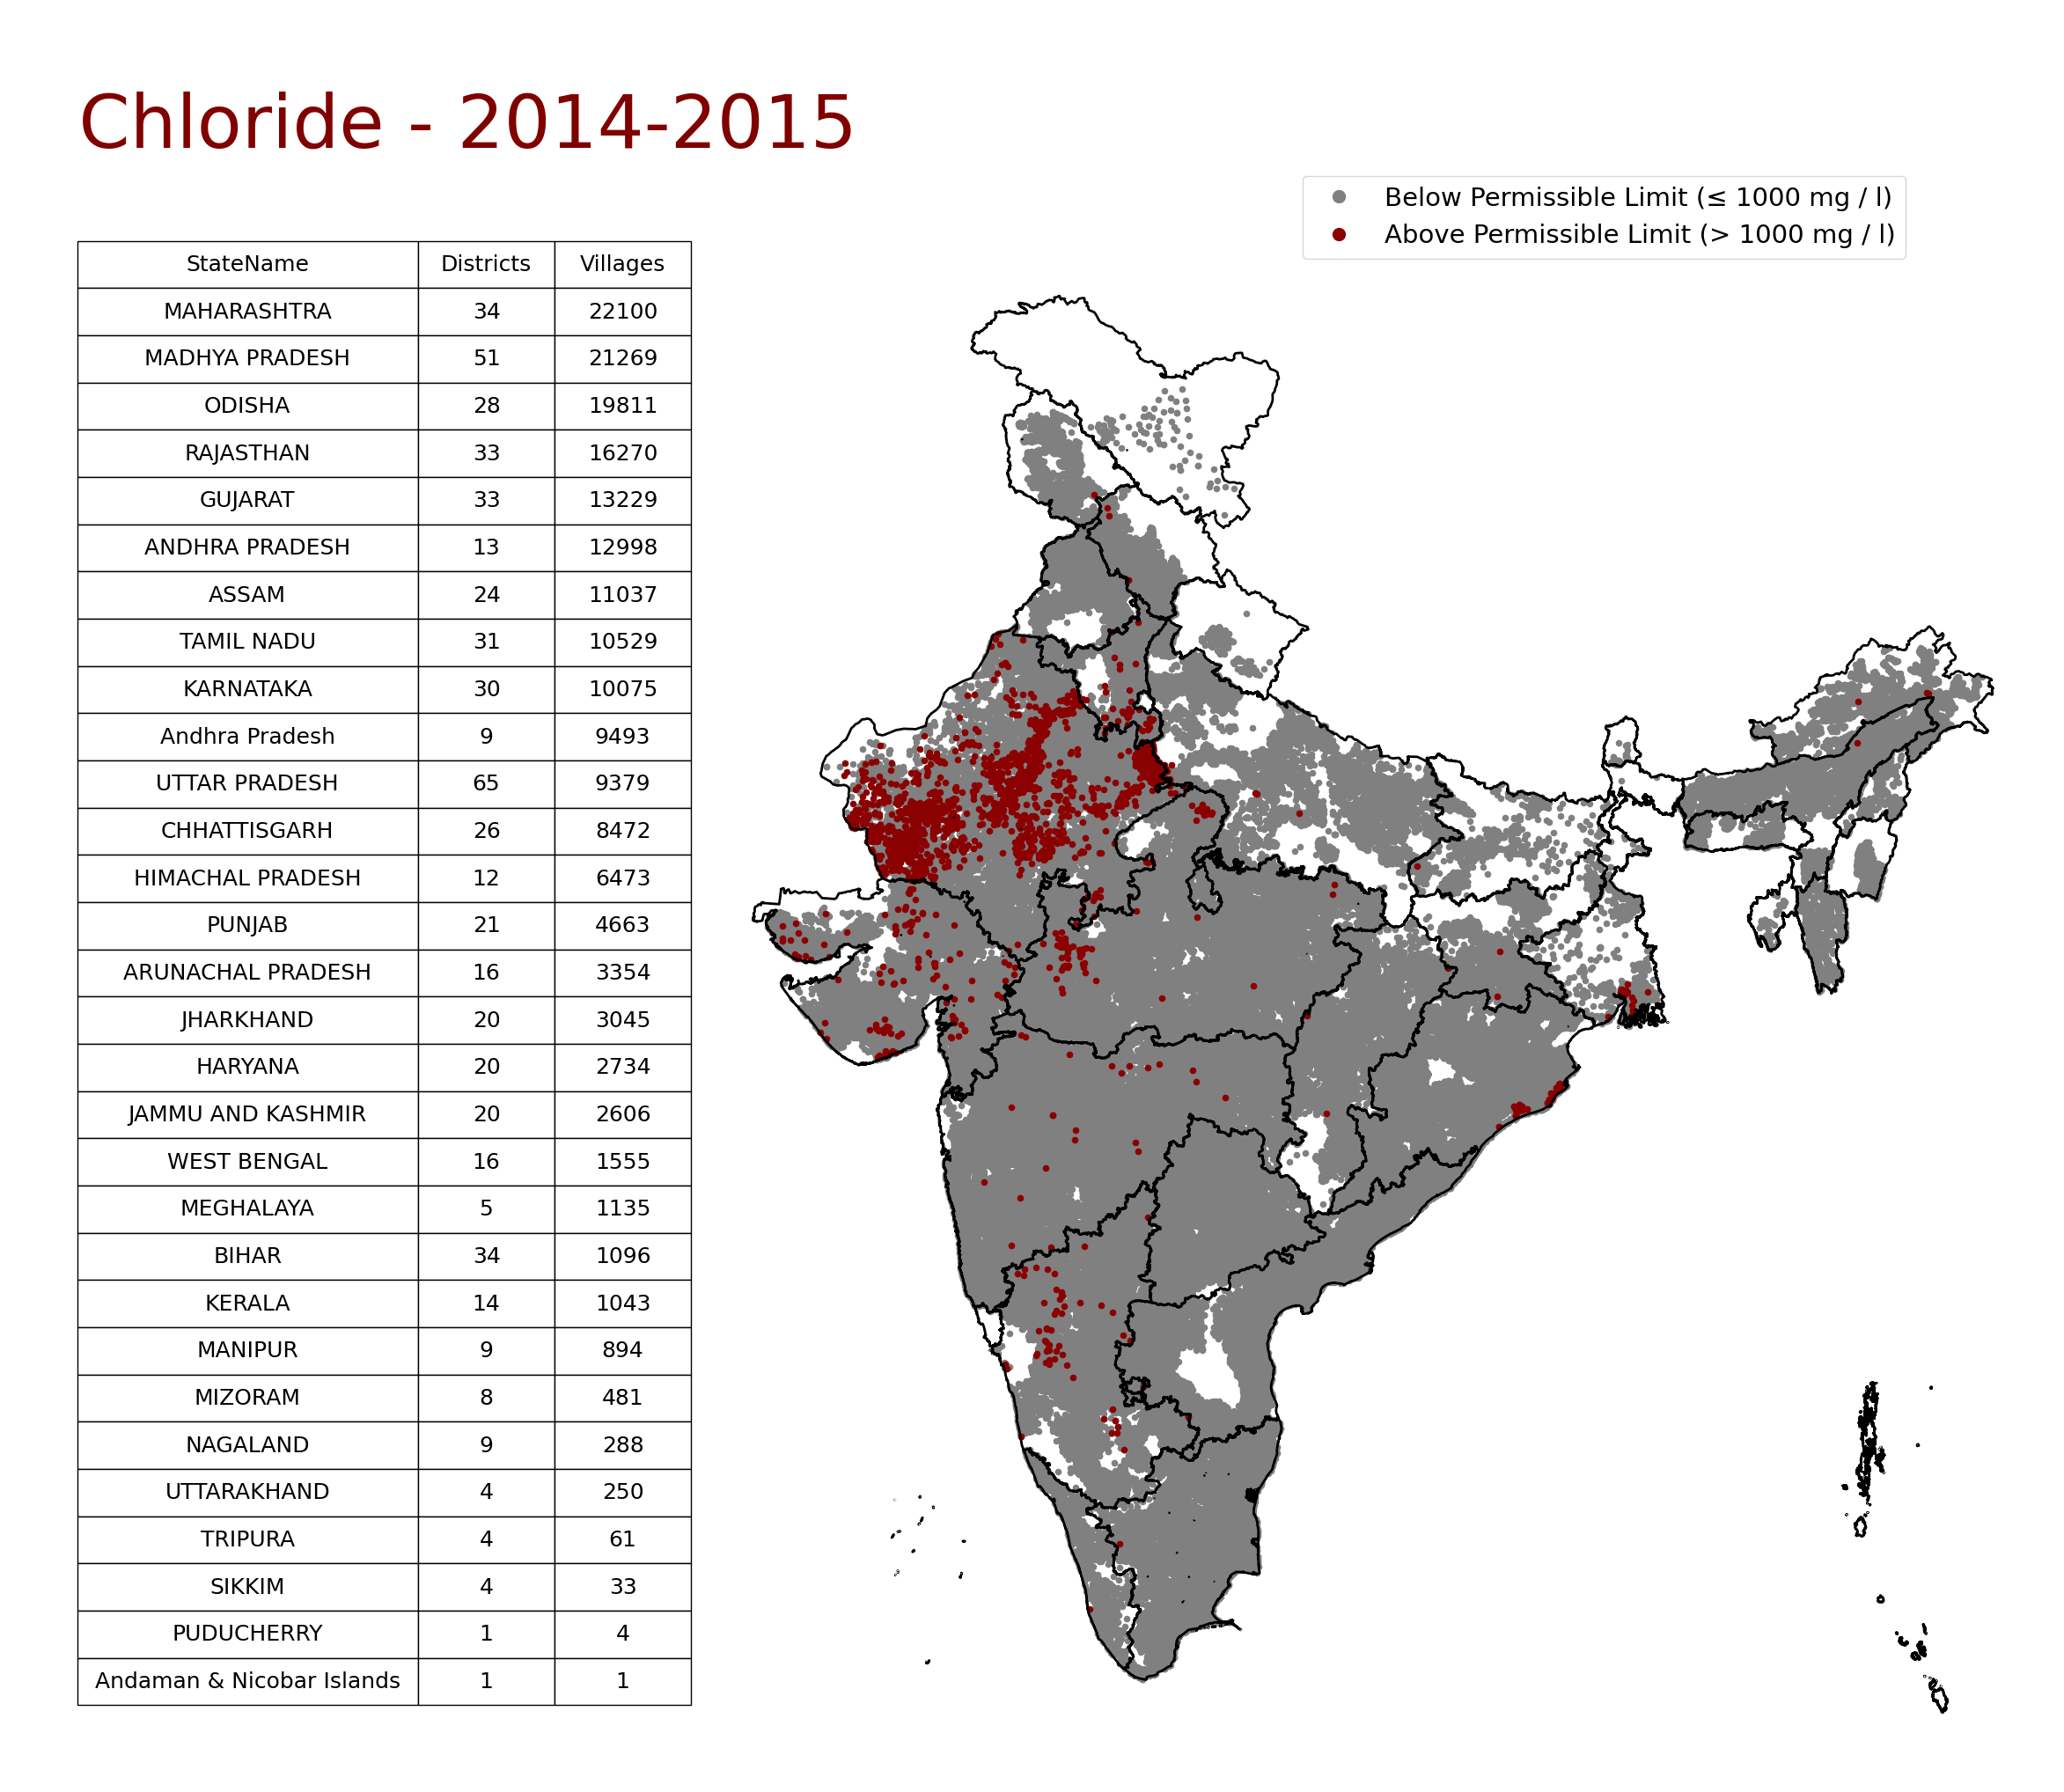 Chloride - 2014-2015
Below Permissible Limit (≤ 1000 mg / l)
Above Permissible Limit (> 1000 mg / l)
StateName Districts Villages
MAHARASHTRA 34 22100
MADHYA PRADESH 51 21269
ODISHA 28 19811
RAJASTHAN 33 16270
GUJARAT 33 13229
ANDHRA PRADESH 13 12998
ASSAM 24 11037
TAMIL NADU 31 10529
KARNATAKA 30 10075
Andhra Pradesh 9 9493
UTTAR PRADESH 65 9379
CHHATTISGARH 26 8472
HIMACHAL PRADESH 12 6473
PUNJAB 21 4663
ARUNACHAL PRADESH 16 3354
JHARKHAND 20 3045
HARYANA 20 2734
JAMMU AND KASHMIR 20 2606
WEST BENGAL 16 1555
MEGHALAYA 5 1135
BIHAR 34 1096
KERALA 14 1043
MANIPUR 9 894
MIZORAM 8 481
NAGALAND 9 288
UTTARAKHAND 4 250
TRIPURA 4 61
SIKKIM 4 33
PUDUCHERRY 1 4
Andaman & Nicobar Islands 1 1